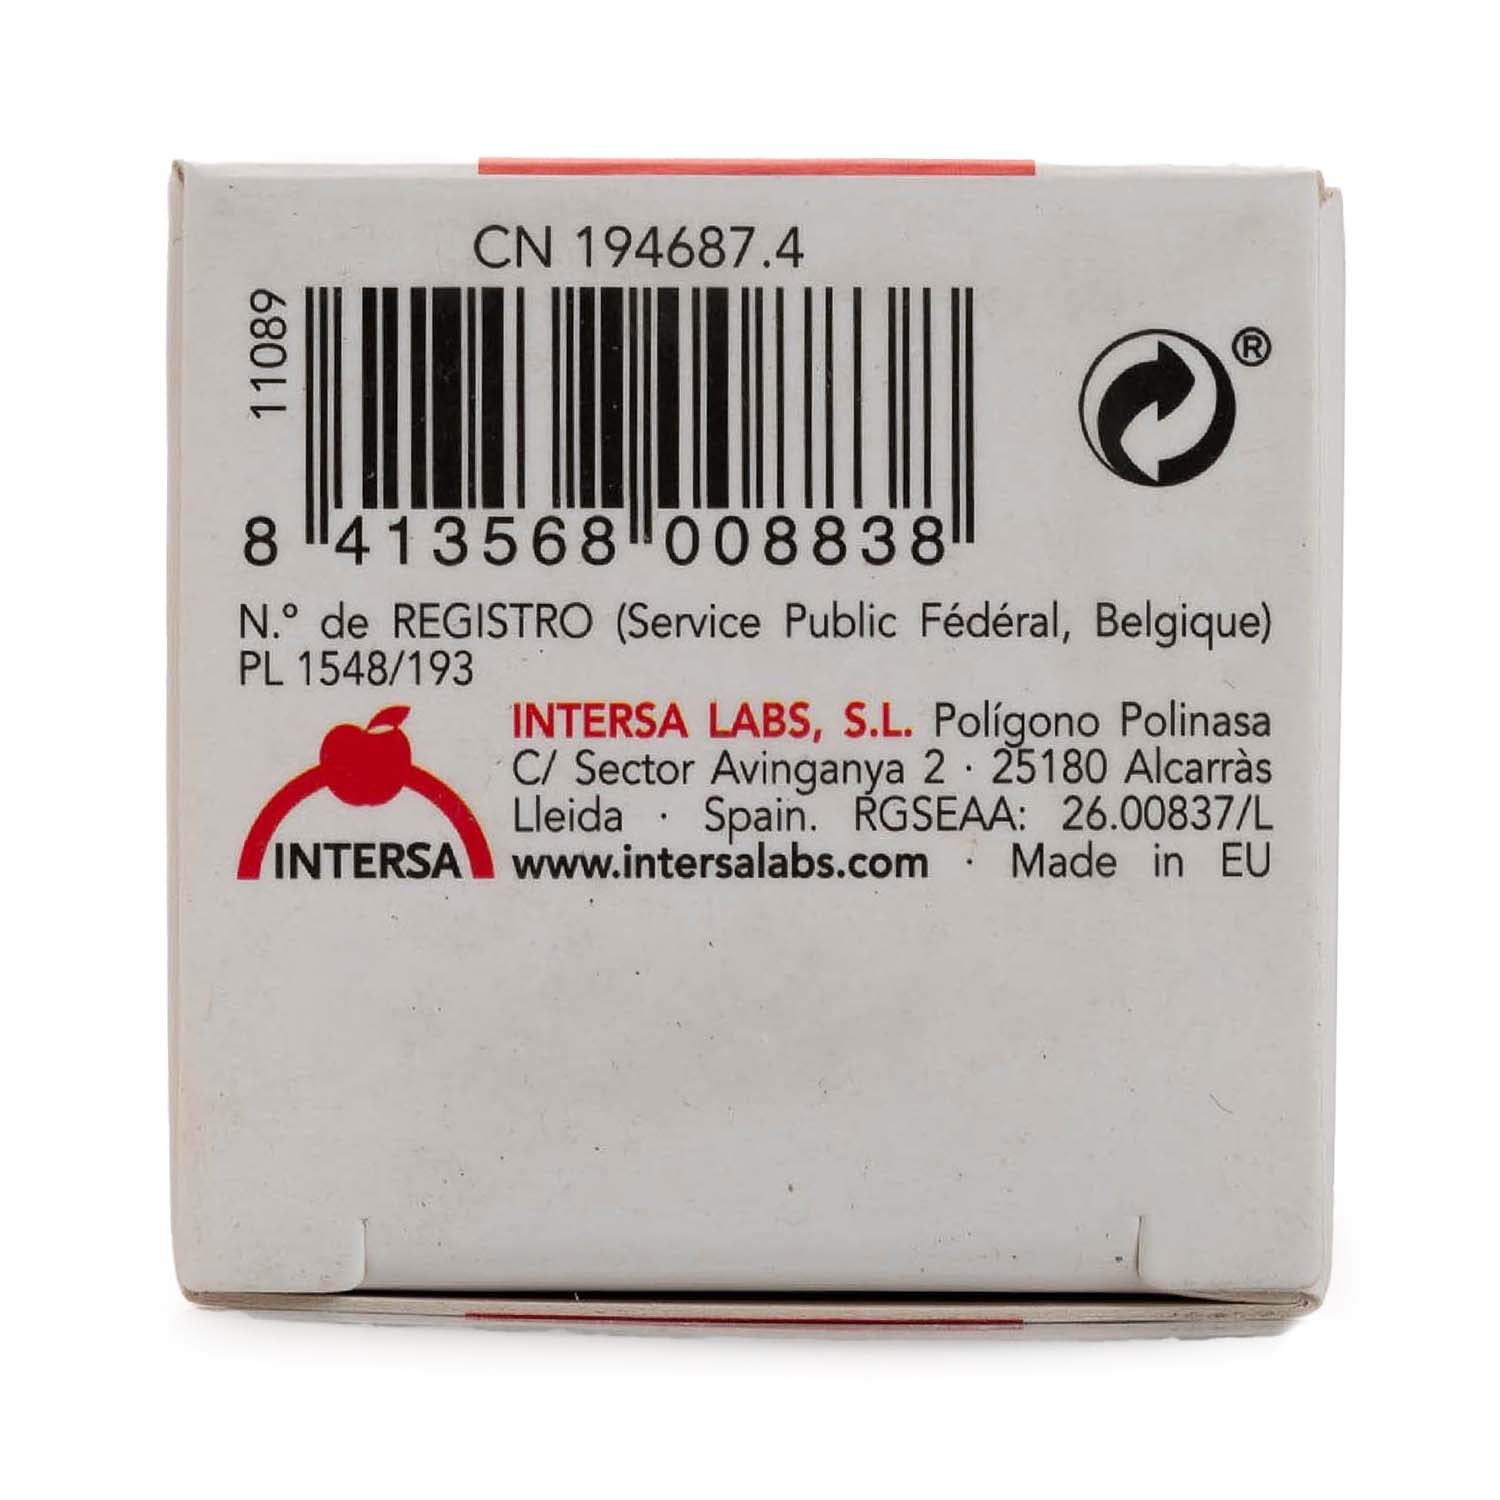 CN 194687.4
11089
8 413568 008838
®
N.º de REGISTRO (Service Public Fédéral, Belgique)
PL 1548/193
INTERSA
INTERSA LABS, S.L. Polígono Polinasa
C/ Sector Avinganya 2 · 25180 Alcarràs
Lleida · Spain. RGSEAA: 26.00837/L
www.intersalabs.com · Made in EU